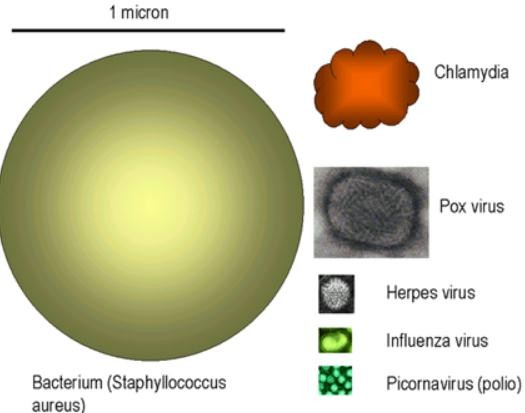 1 micron
Chlamydia
Pox virus
Herpes virus
Influenza virus
Picornavirus (polio)
Bacterium (Staphyllococcus
aureus)